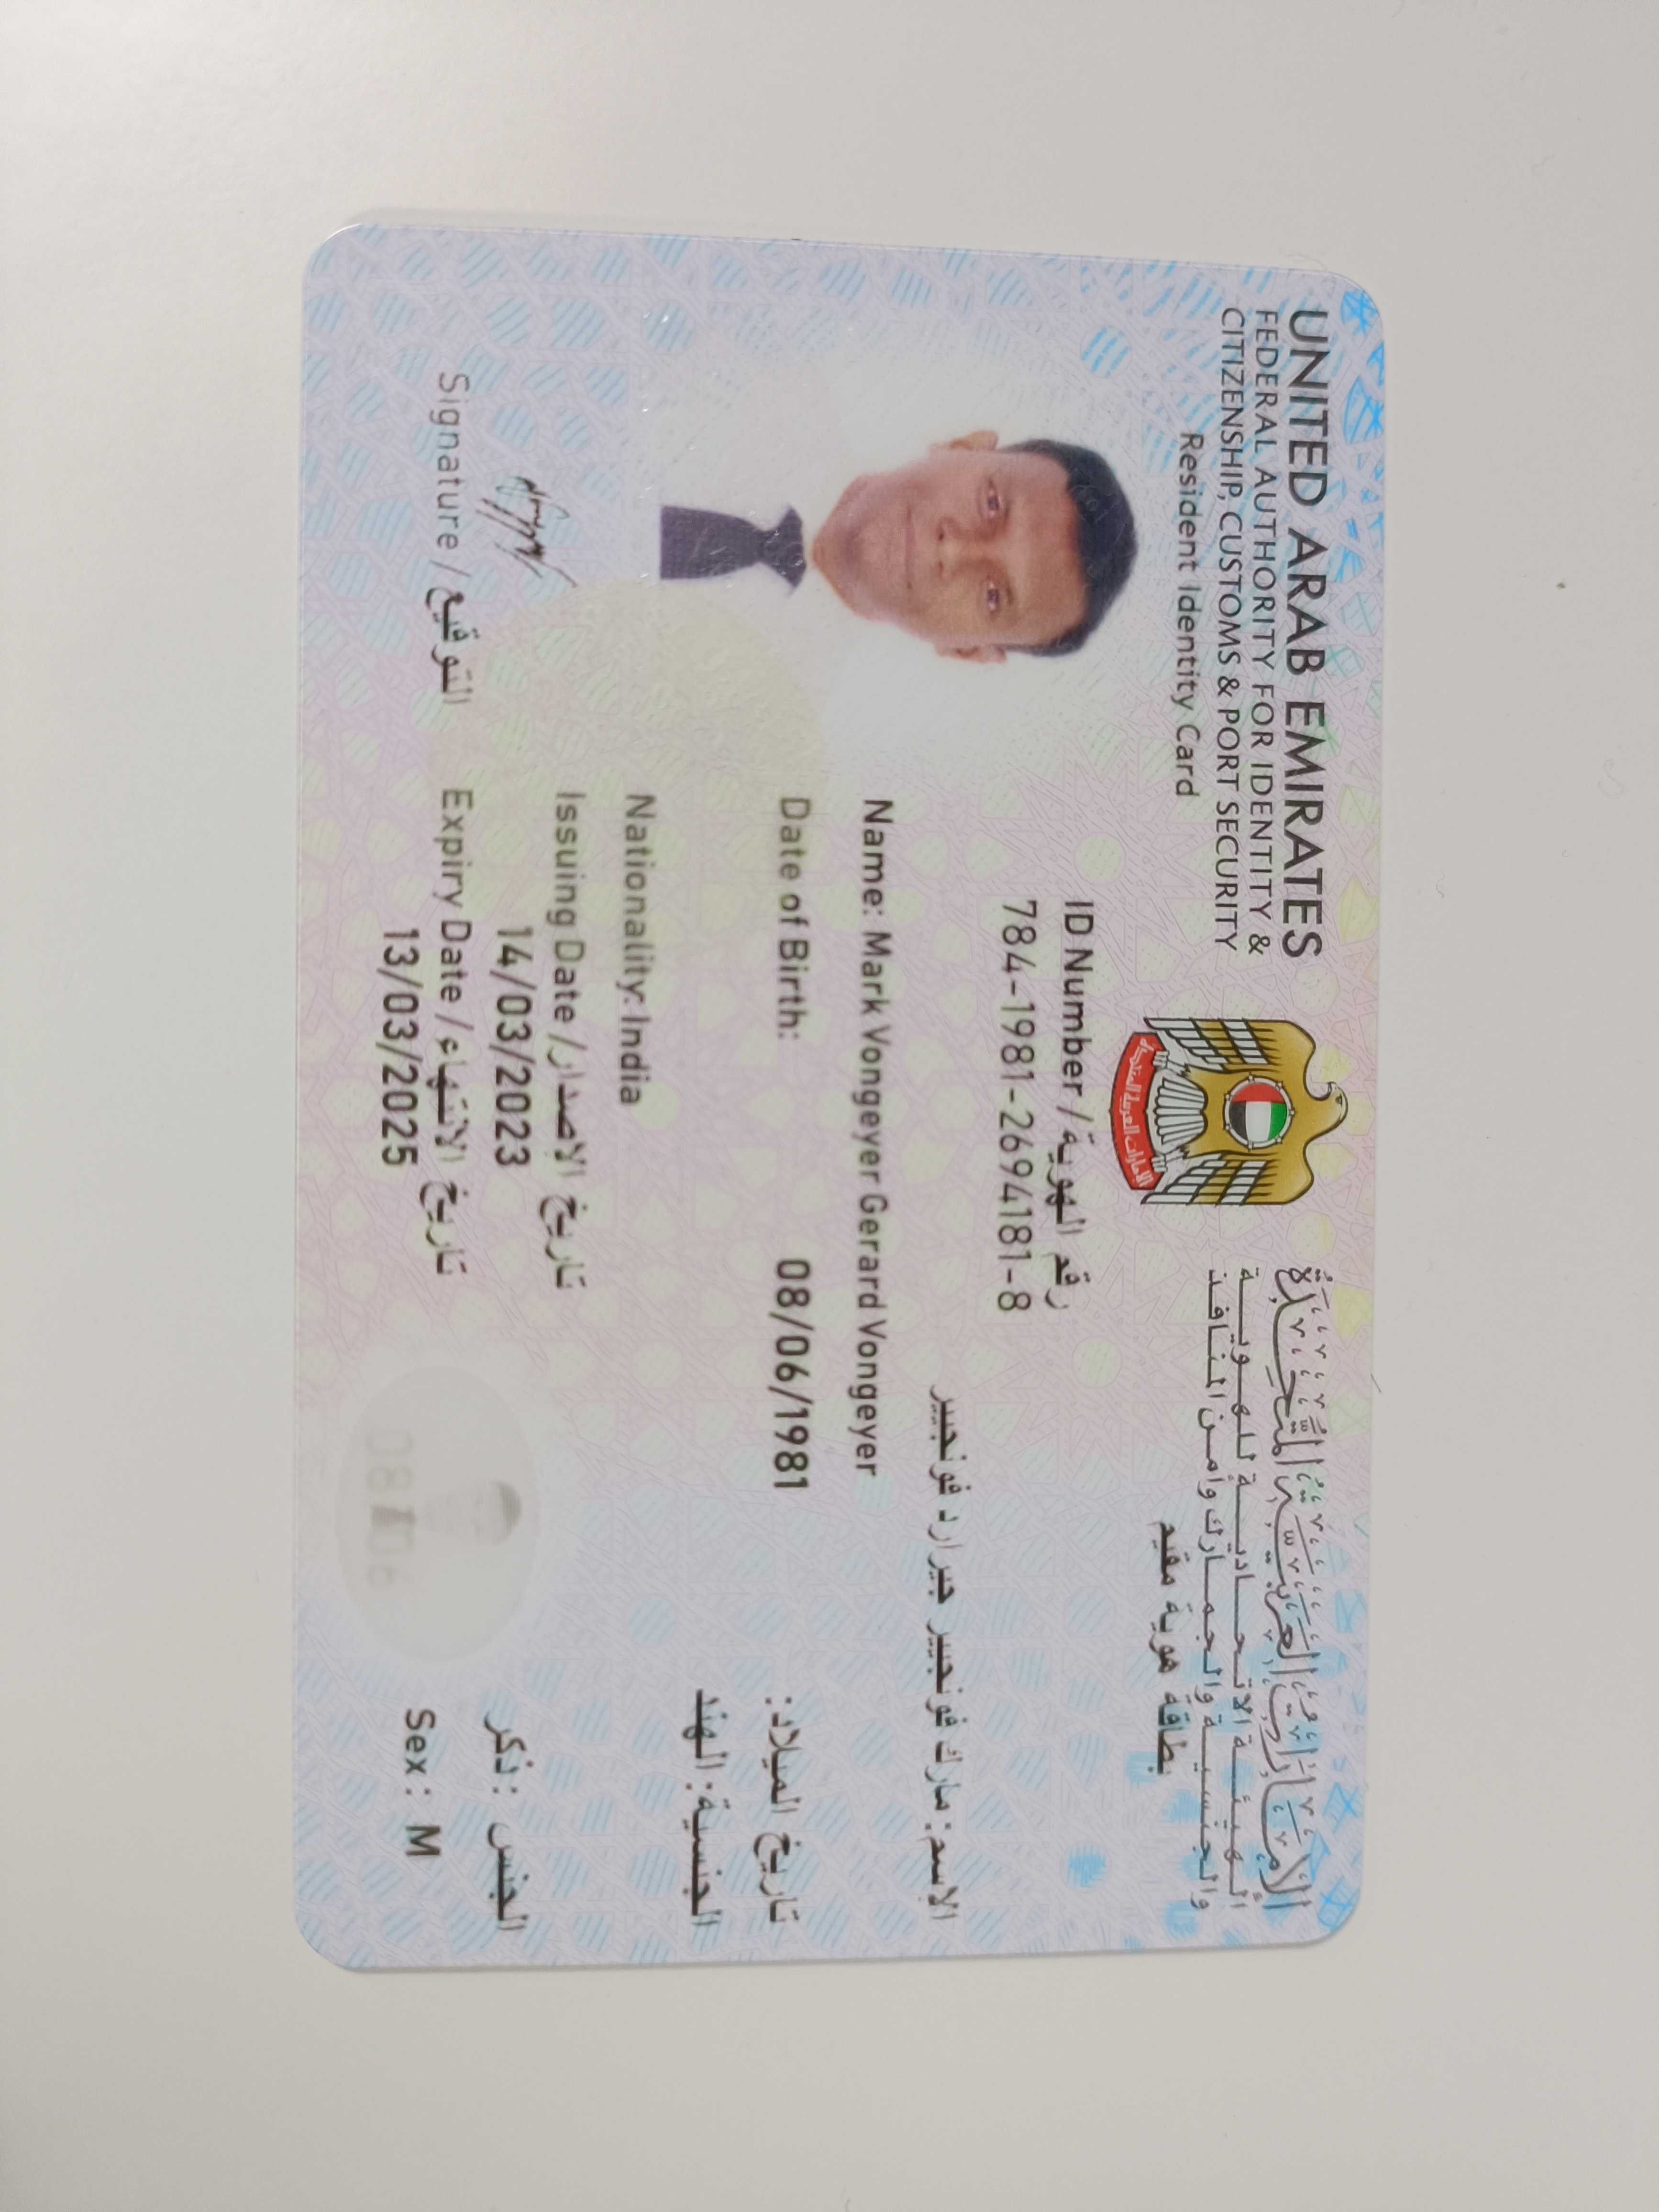 UNITED ARAB EMIRATES
FEDERAL AUTHORITY FOR IDENTITY &
CITIZENSHIP, CUSTOMS & PORT SECURITY
Resident Identity Card
الإمارات العربية المتحدة
الهيئة الاتحادية للهوية
والجنسية والجمارك وأمن المنافذ
بطاقة هوية مقيم
الإمارات العربية المتحدة
ID Number / رقم الهوية
784-1981-2694181-8
الإسم: مارك فونجيير جيرارد فونجيير
Name: Mark Vongeyer Gerard Vongeyer
Date of Birth: 08/06/1981 تاريخ الميلاد:
الجنسية: الهند
Nationality: India
Issuing Date / تاريخ الإصدار
14/03/2023
Expiry Date / تاريخ الانتهاء
13/03/2025
الجنس : ذكر
Sex : M
Signature / التوقيع